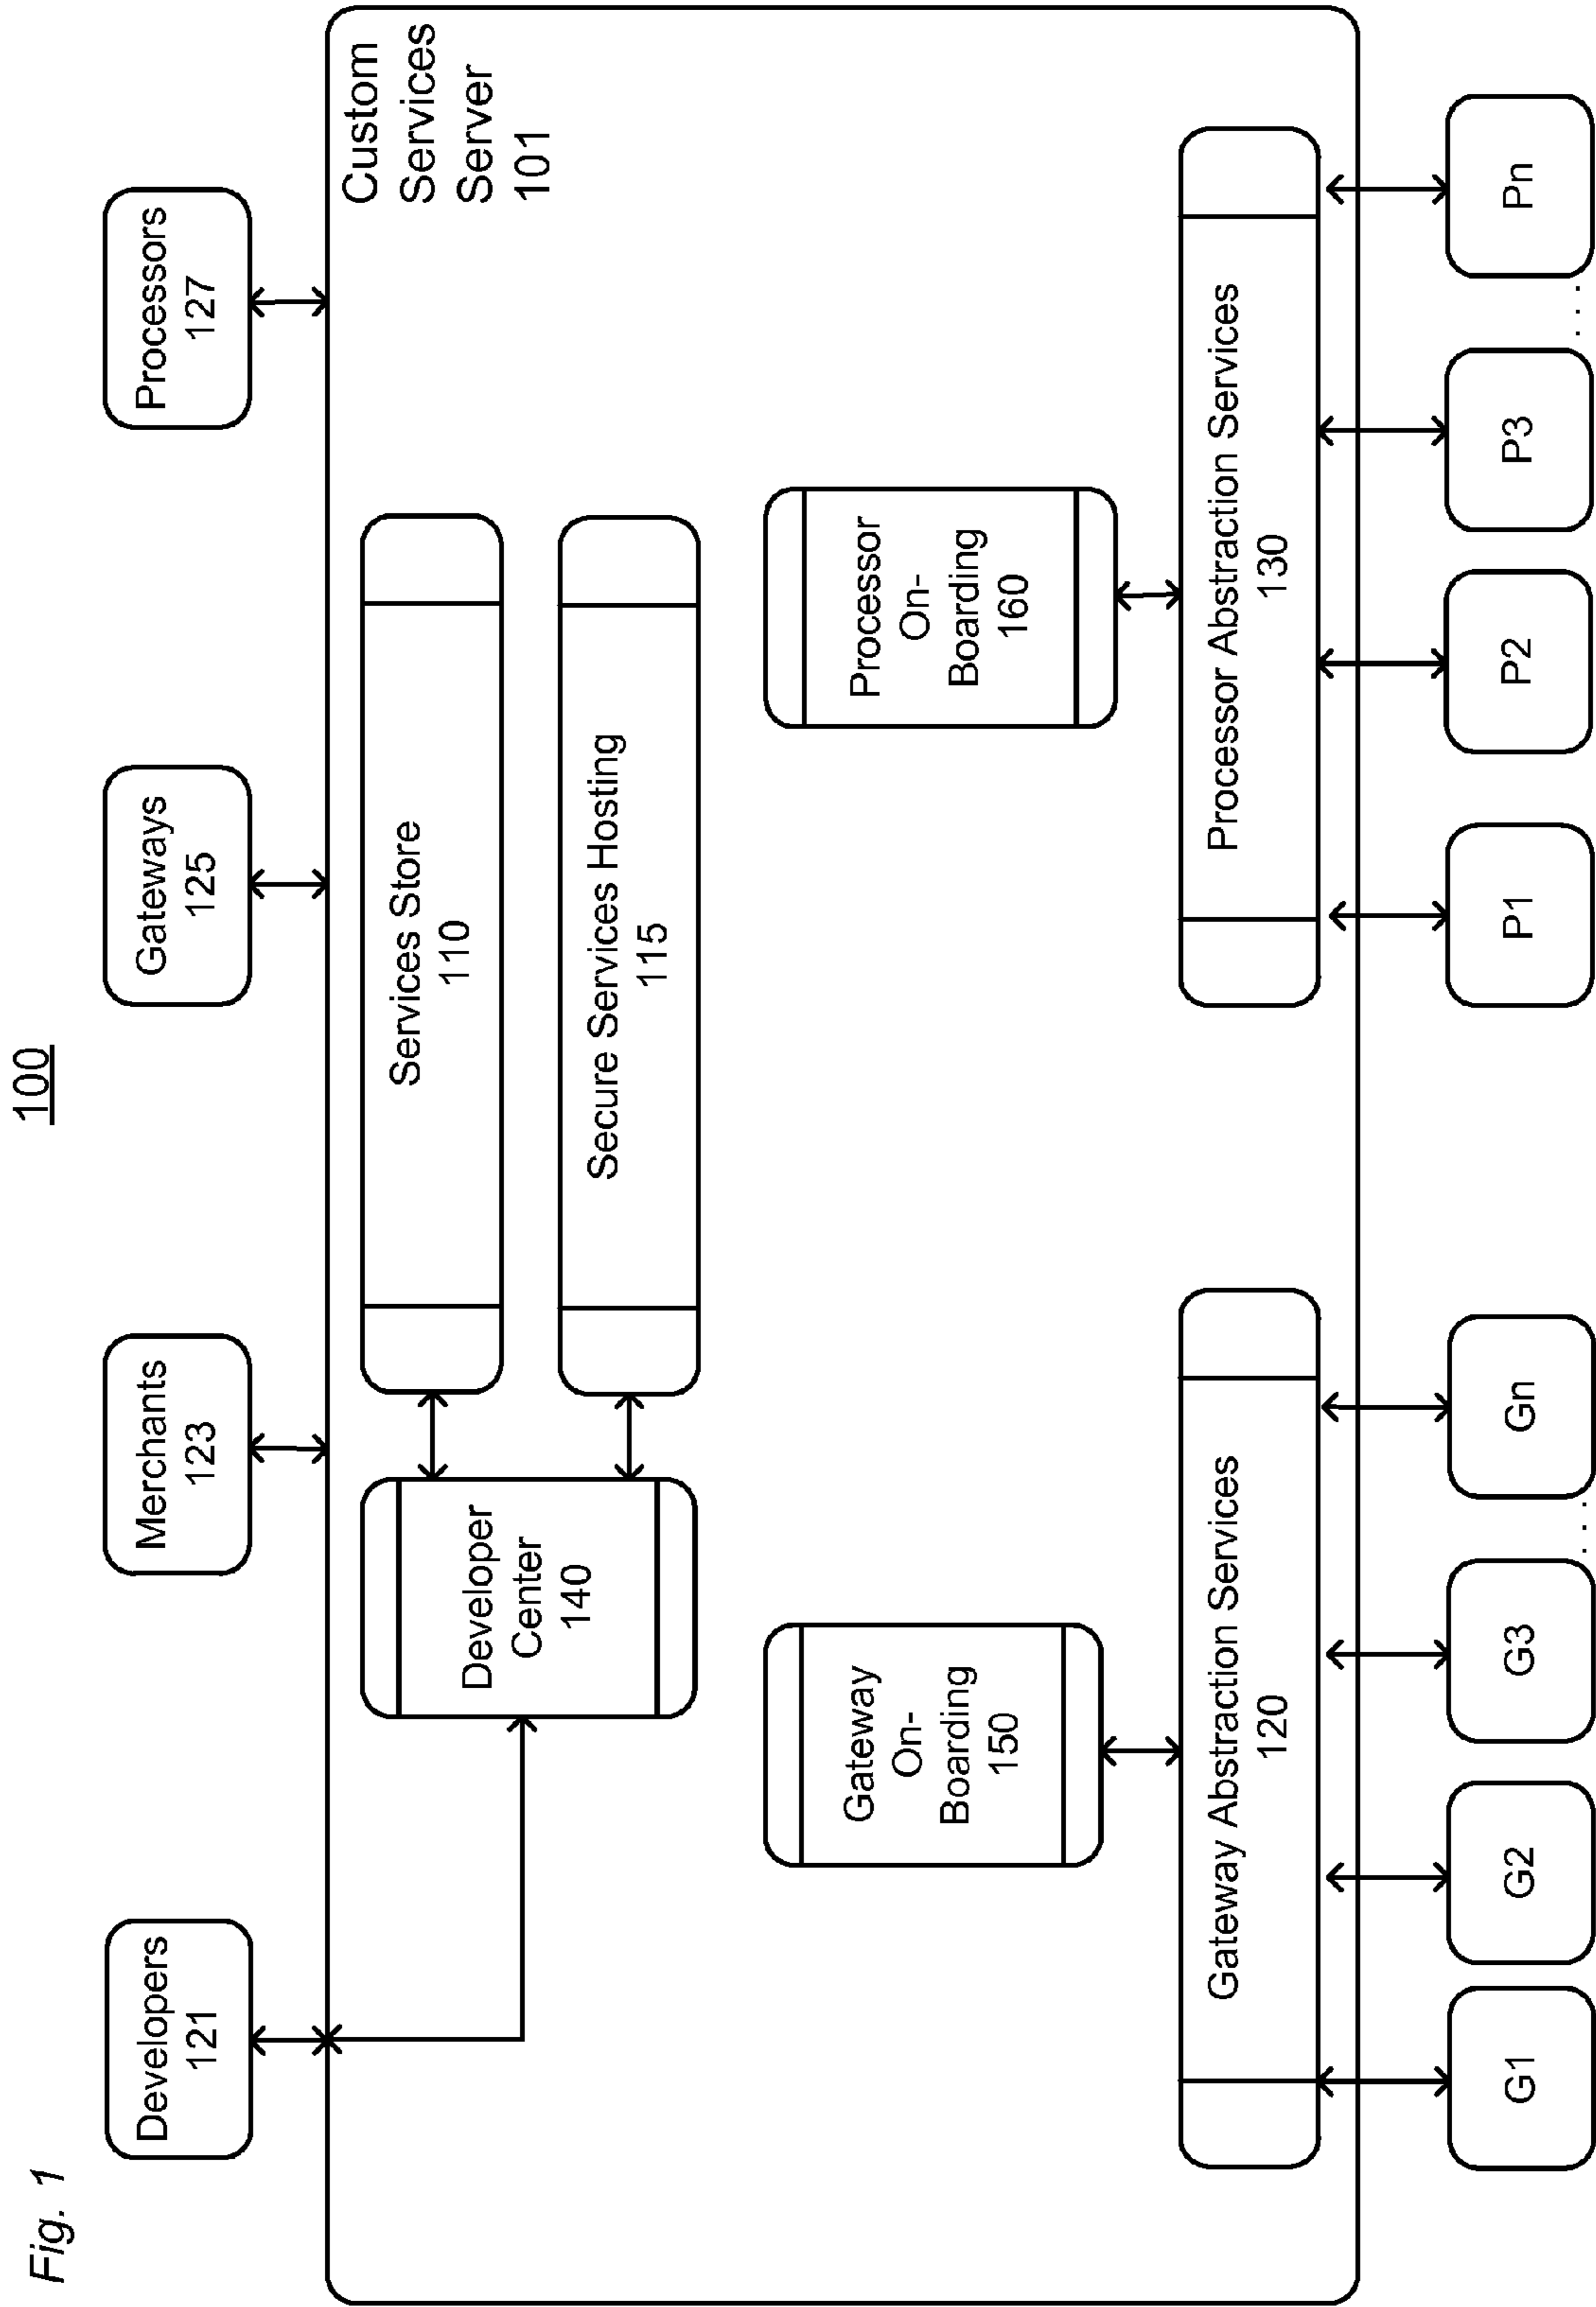 Fig. 1
100
Developers
121
Merchants
123
Gateways
125
Processors
127
Custom
Services
Server
101
Developer
Center
140
Services Store
110
Secure Services Hosting
115
Gateway
On-
Boarding
150
Processor
On-
Boarding
160
Gateway Abstraction Services
120
Processor Abstraction Services
130
G1
G2
G3
. . .
Gn
P1
P2
P3
. . .
Pn